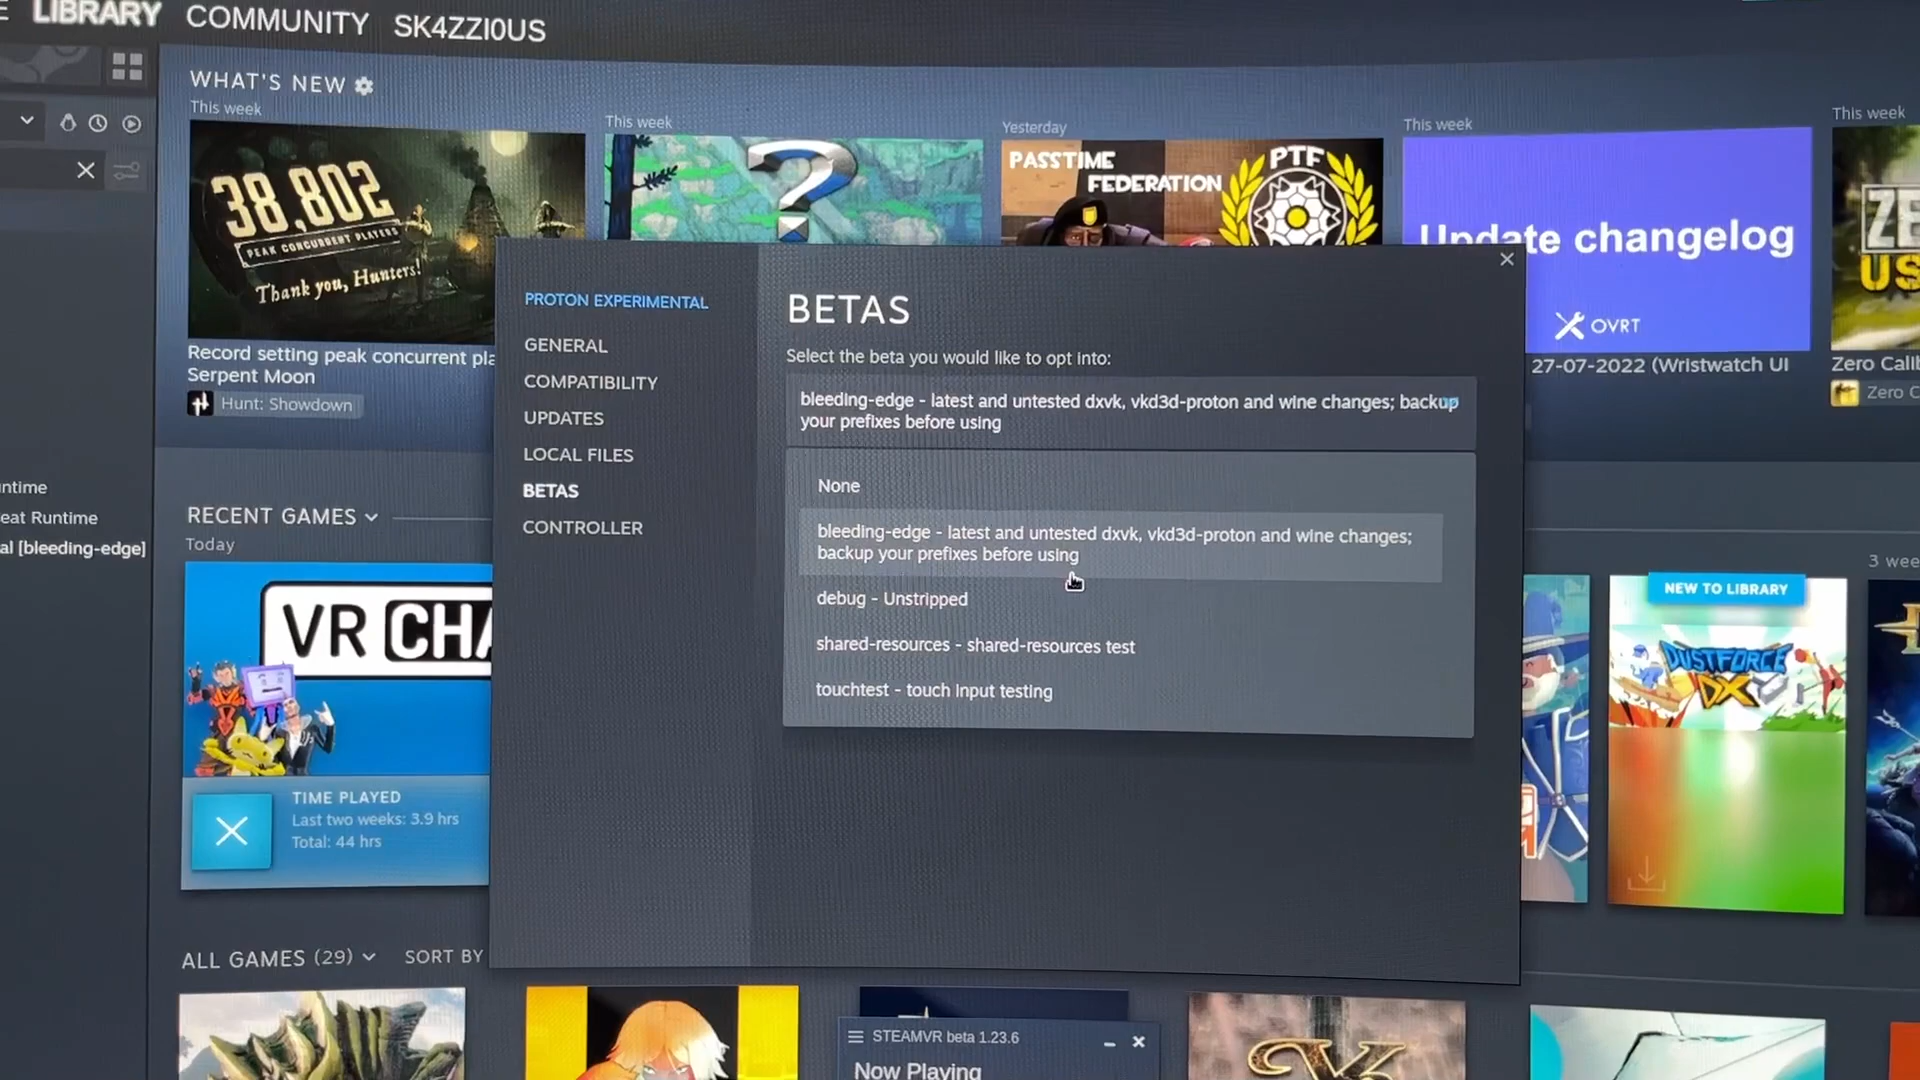 LIBRARY COMMUNITY SK4ZZI0US
WHAT'S NEW
This week
This week
Yesterday
This week
This week
38,802
PEAK CONCURRENT PLAYERS
Thank you, Hunters!
?
PASSTIME
FEDERATION
PTF
Update changelog
OVRT
ZE
US
Record setting peak concurrent pla
Serpent Moon
Hunt: Showdown
27-07-2022 (Wristwatch UI
Zero Calib
Zero C
PROTON EXPERIMENTAL
GENERAL
COMPATIBILITY
UPDATES
LOCAL FILES
BETAS
CONTROLLER
BETAS
Select the beta you would like to opt into:
bleeding-edge - latest and untested dxvk, vkd3d-proton and wine changes; backup
your prefixes before using
None
bleeding-edge - latest and untested dxvk, vkd3d-proton and wine changes;
backup your prefixes before using
debug - Unstripped
shared-resources - shared-resources test
touchtest - touch input testing
ntime
eat Runtime
al [bleeding-edge]
RECENT GAMES
Today
3 wee
VR CHA
NEW TO LIBRARY
DUSTFORCE
DX
TIME PLAYED
Last two weeks: 3.9 hrs
Total: 44 hrs
ALL GAMES (29) SORT BY
STEAMVR beta 1.23.6
Now Playing